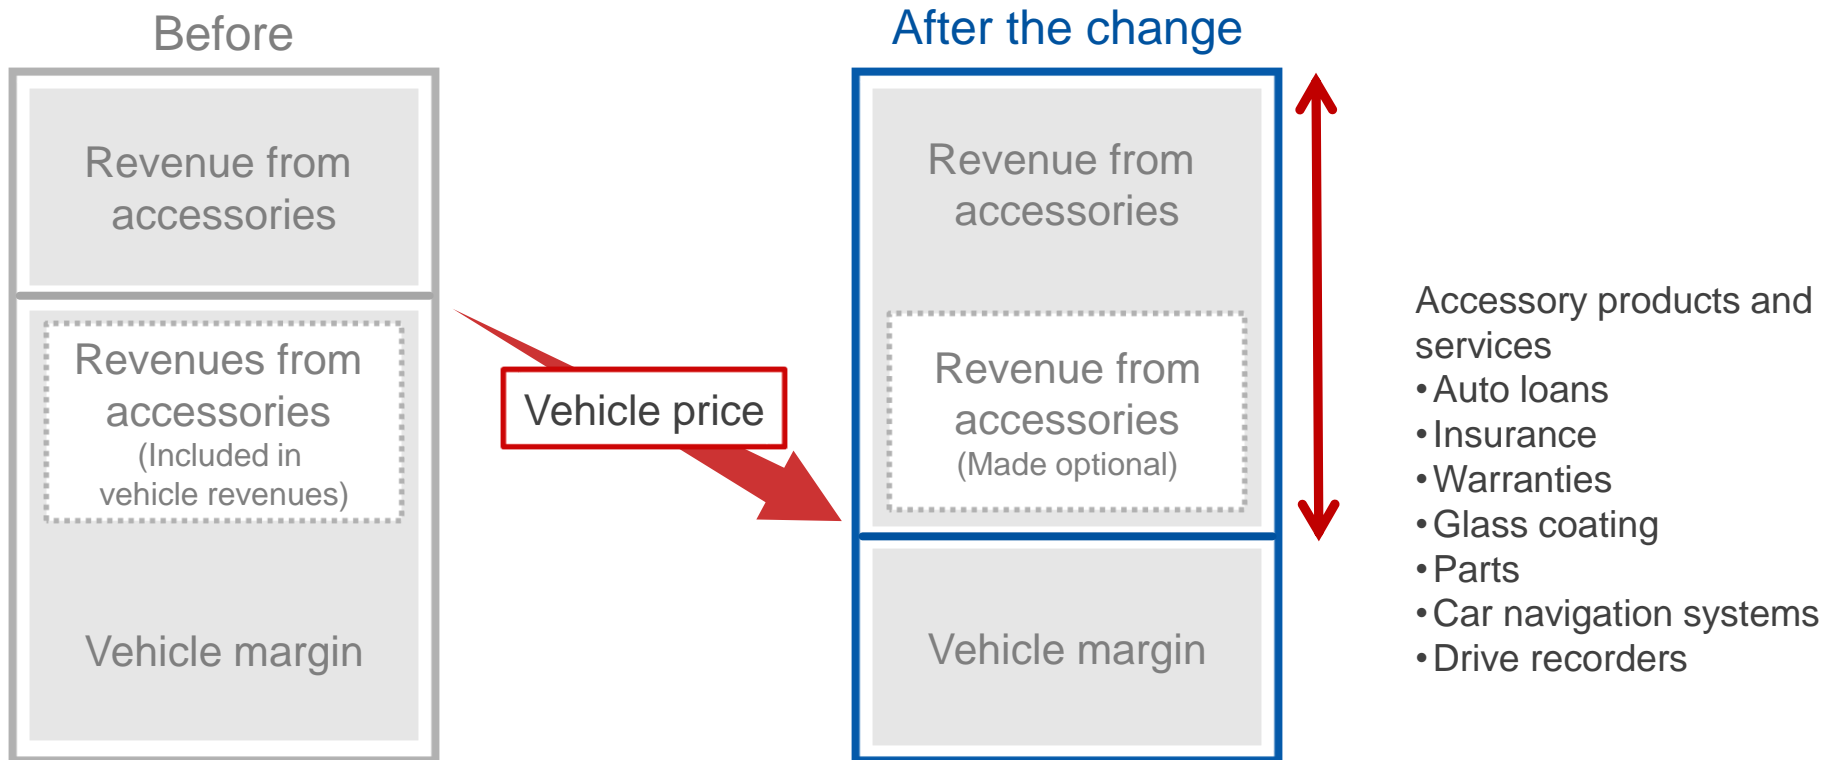 Before
Revenue from
accessories
Revenues from
accessories
(Included in
vehicle revenues)
Vehicle margin
Vehicle price
After the change
Revenue from
accessories
Revenue from
accessories
(Made optional)
Vehicle margin
Accessory products and
services
•Auto loans
•Insurance
•Warranties
•Glass coating
•Parts
•Car navigation systems
•Drive recorders